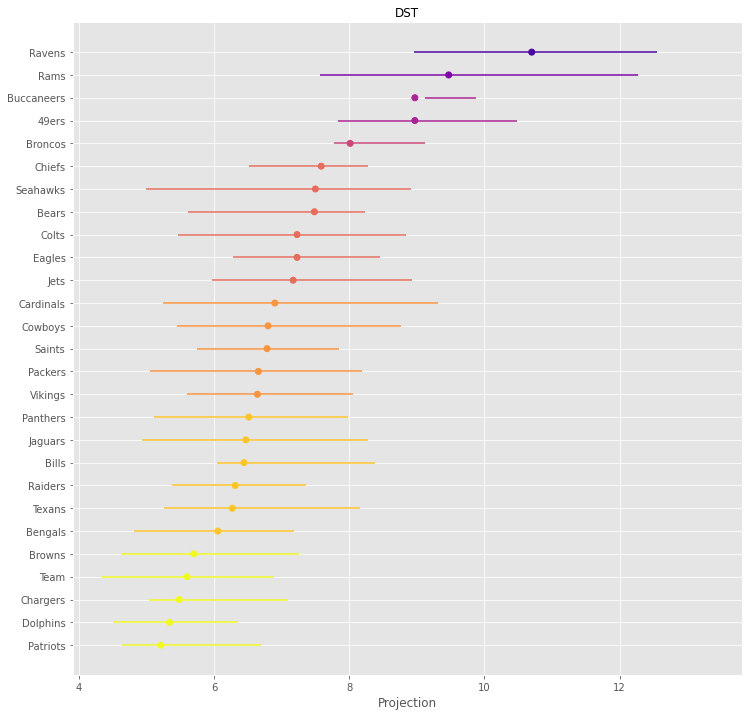 DST
Ravens
Rams
Buccaneers
49ers
Broncos
Chiefs
Seahawks
Bears
Colts
Eagles
Jets
Cardinals
Cowboys
Saints
Packers
Vikings
Panthers
Jaguars
Bills
Raiders
Texans
Bengals
Browns
Team
Chargers
Dolphins
Patriots
4 6 8 10 12
Projection